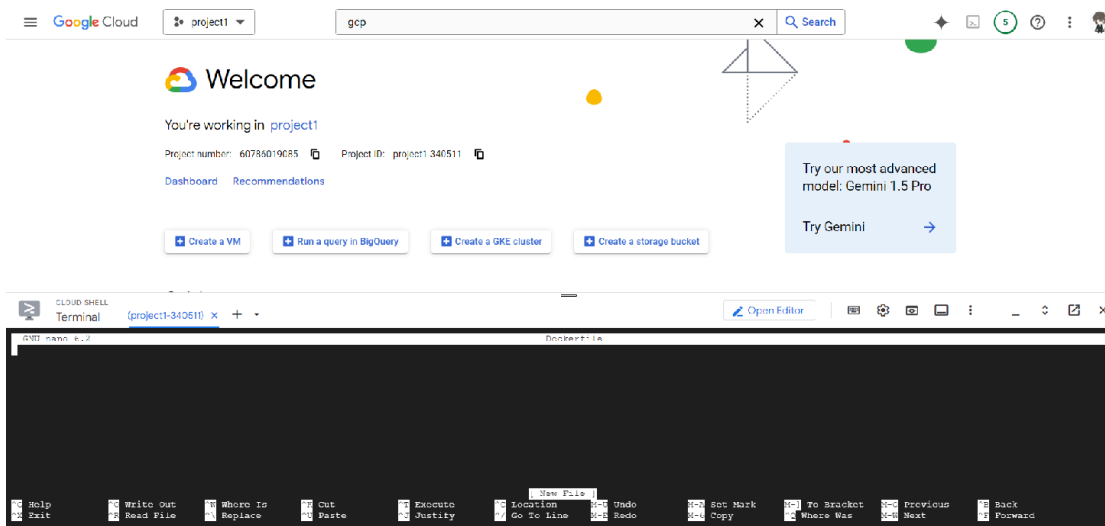 Google Cloud project1 gcp Search 5
Welcome
You're working in project1
Project number: 60786019085 Project ID: project1-340511
Dashboard Recommendations
Try our most advanced
model: Gemini 1.5 Pro
Try Gemini
Create a VM Run a query in BigQuery Create a GKE cluster Create a storage bucket
CLOUD SHELL
Terminal (project1-340511) Open Editor
GNU nano 6.2 Dockerfile
[ New File ]
^G Help ^O Write Out ^W Where Is ^K Cut ^T Execute ^C Location M-U Undo M-A Set Mark M-] To Bracket M-Q Previous ^B Back
^X Exit ^R Read File ^\ Replace ^U Paste ^J Justify ^/ Go To Line M-E Redo M-6 Copy ^Q Where Was M-W Next ^F Forward